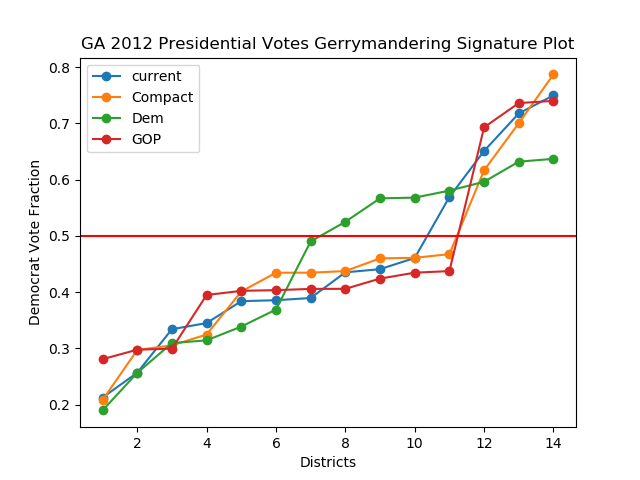 GA 2012 Presidential Votes Gerrymandering Signature Plot
current
Compact
Dem
GOP
Democrat Vote Fraction
0.8
0.7
0.6
0.5
0.4
0.3
0.2
2 4 6 8 10 12 14
Districts